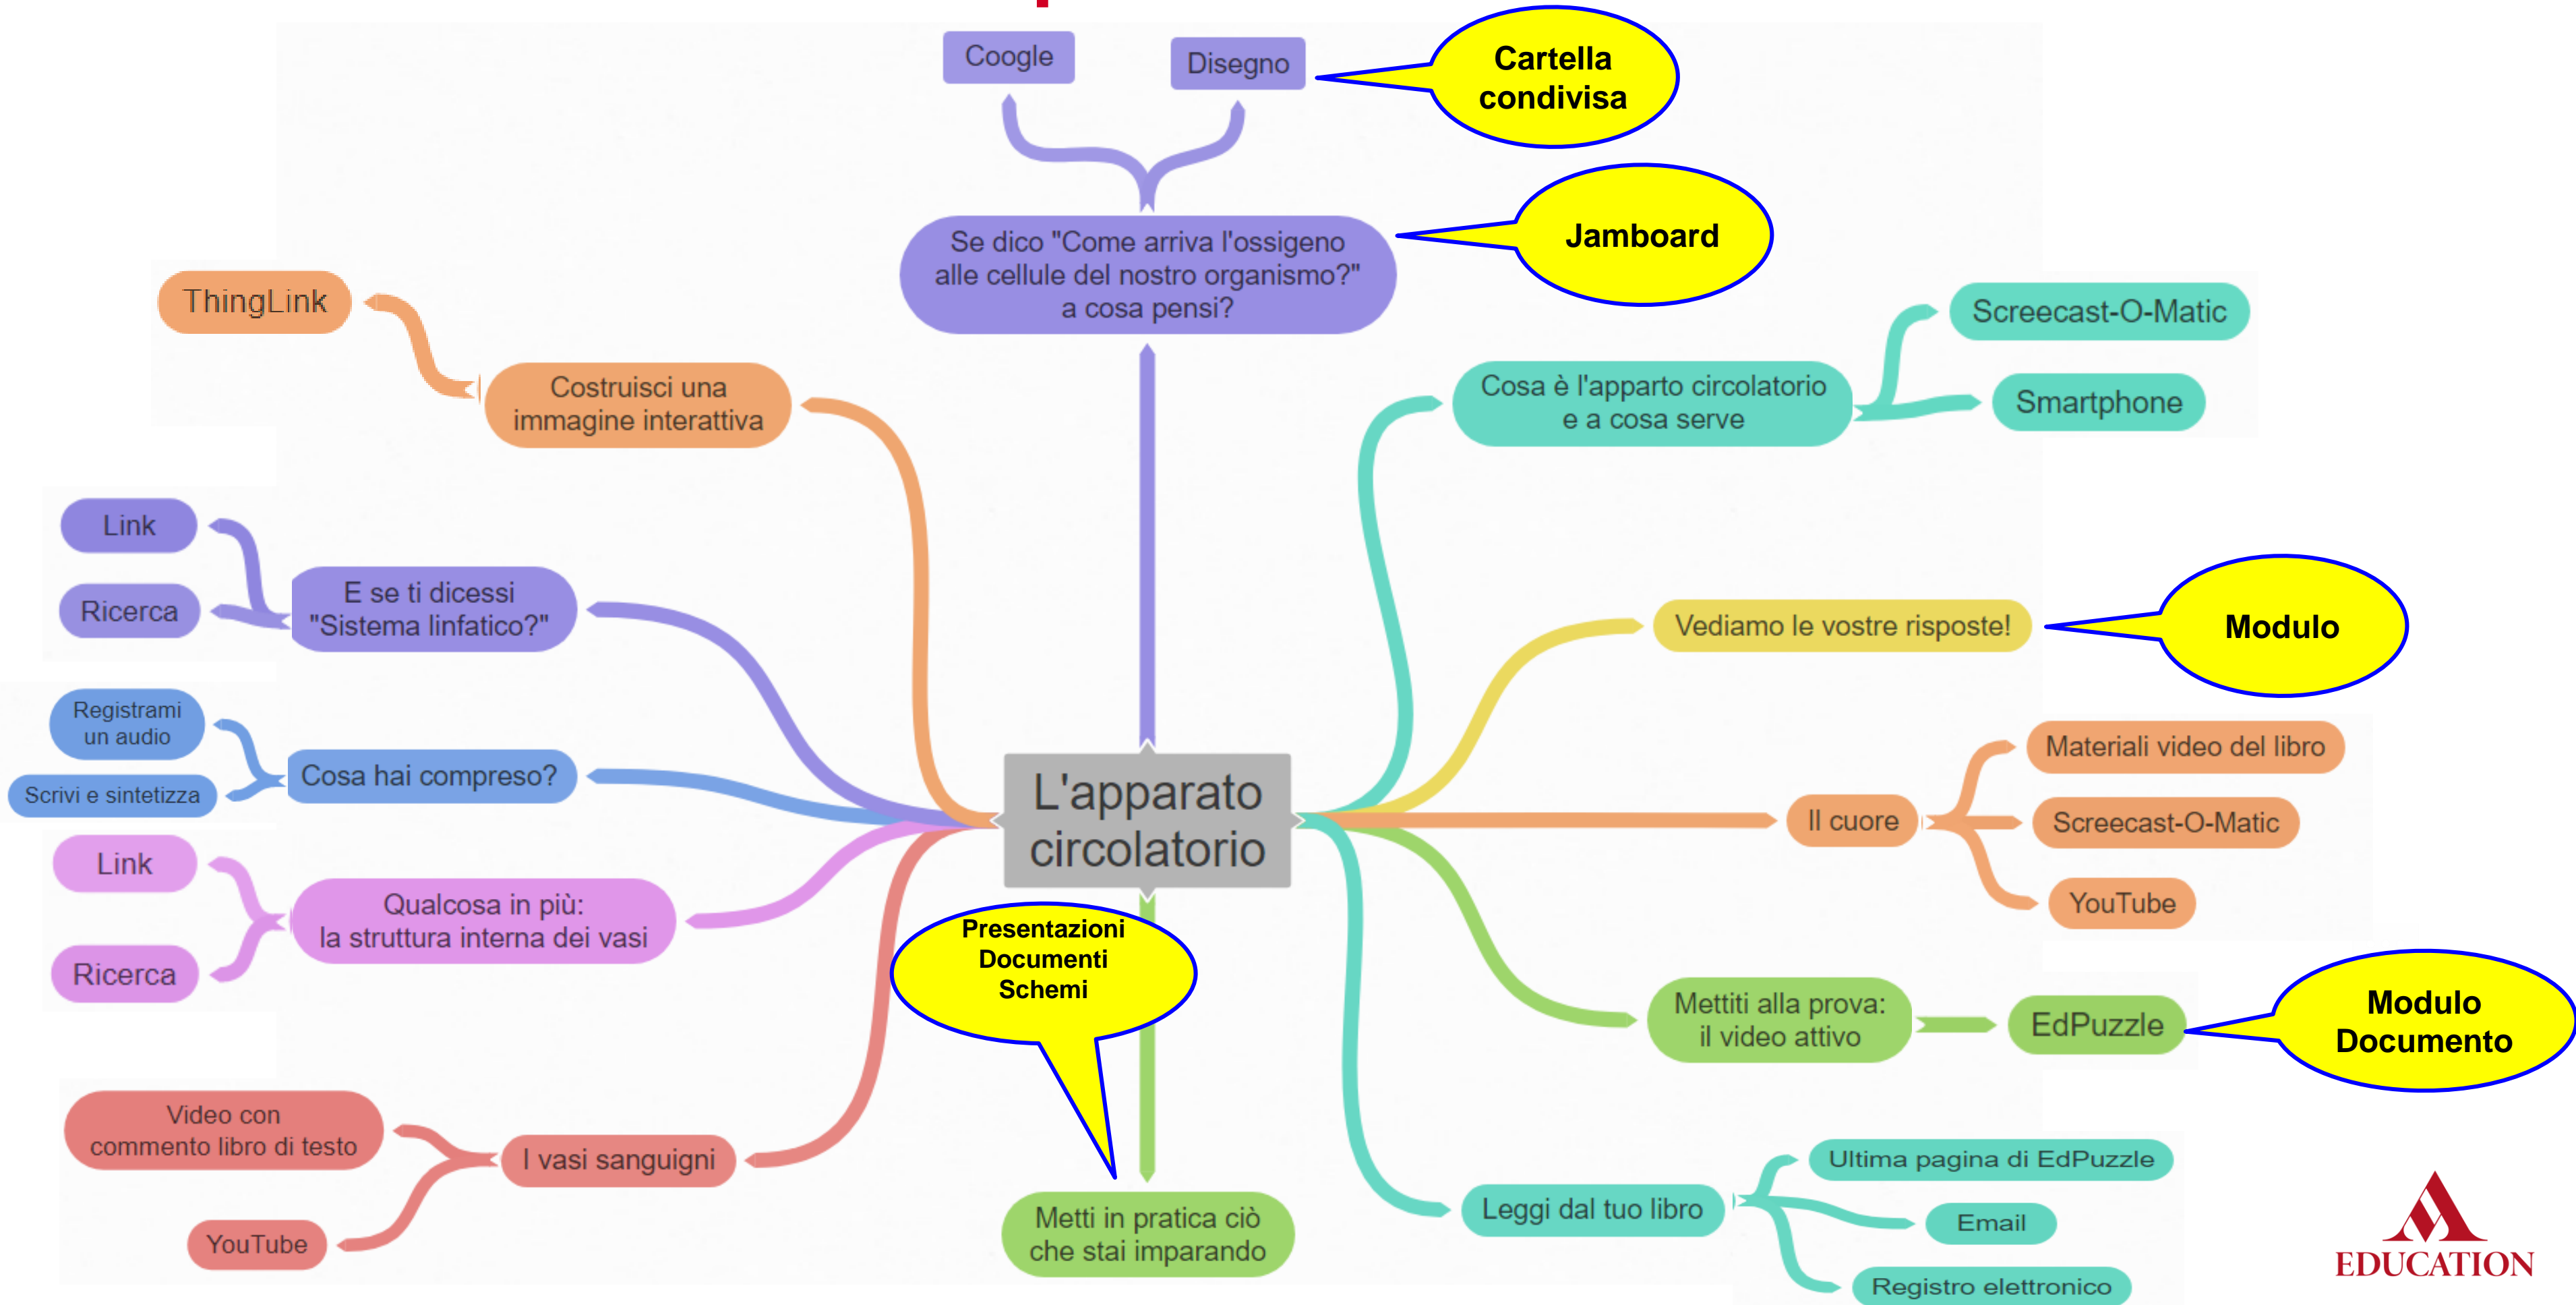 Coogle
Disegno
Cartella
condivisa
Se dico "Come arriva l'ossigeno
alle cellule del nostro organismo?"
a cosa pensi?
Jamboard
ThingLink
Costruisci una
immagine interattiva
Cosa è l'apparto circolatorio
e a cosa serve
Screecast-O-Matic
Smartphone
Link
Ricerca
E se ti dicessi
"Sistema linfatico?"
Vediamo le vostre risposte!
Modulo
Registrami
un audio
Scrivi e sintetizza
Cosa hai compreso?
L'apparato
circolatorio
Il cuore
Materiali video del libro
Screecast-O-Matic
YouTube
Link
Ricerca
Qualcosa in più:
la struttura interna dei vasi
Presentazioni
Documenti
Schemi
Mettiti alla prova:
il video attivo
EdPuzzle
Modulo
Documento
Video con
commento libro di testo
YouTube
I vasi sanguigni
Metti in pratica ciò
che stai imparando
Leggi dal tuo libro
Ultima pagina di EdPuzzle
Email
Registro elettronico
EDUCATION